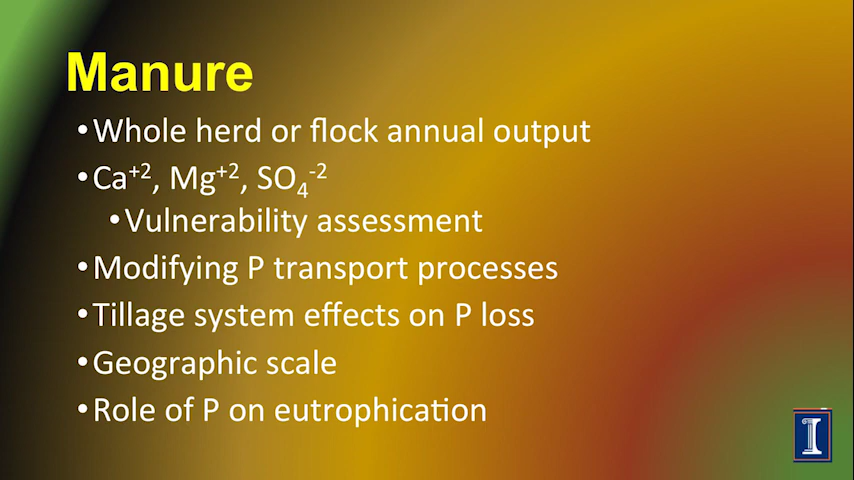 Manure
•Whole herd or flock annual output
•Ca⁺², Mg⁺², SO₄⁻²
•Vulnerability assessment
•Modifying P transport processes
•Tillage system effects on P loss
•Geographic scale
•Role of P on eutrophication
I